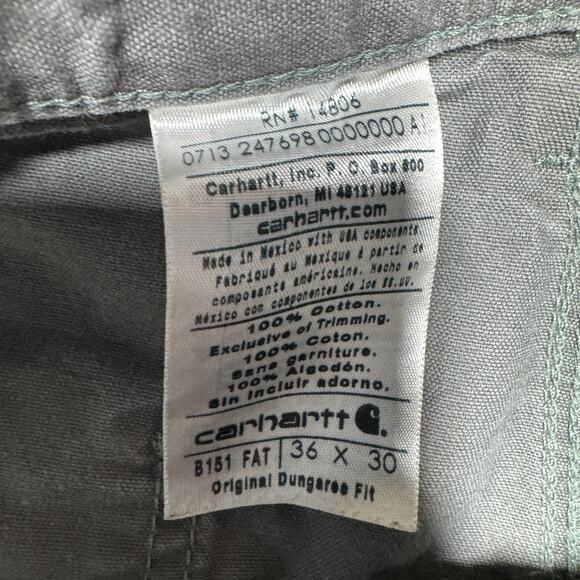 RN# 14806
0713 247698 0000000 A1
Carhartt, Inc. P. O. Box 600
Dearborn, MI 48121 USA
carhartt.com
Made in Mexico with USA components
Fabriqué au Mexique à partir de
composants américains. Hecho en
México con componentes de los EE.UU.
100% Cotton.
Exclusive of Trimming.
100% Coton.
Sans garniture.
100% Algodón.
Sin incluir adorno.
carhartt
B151 FAT 36 X 30
Original Dungaree Fit